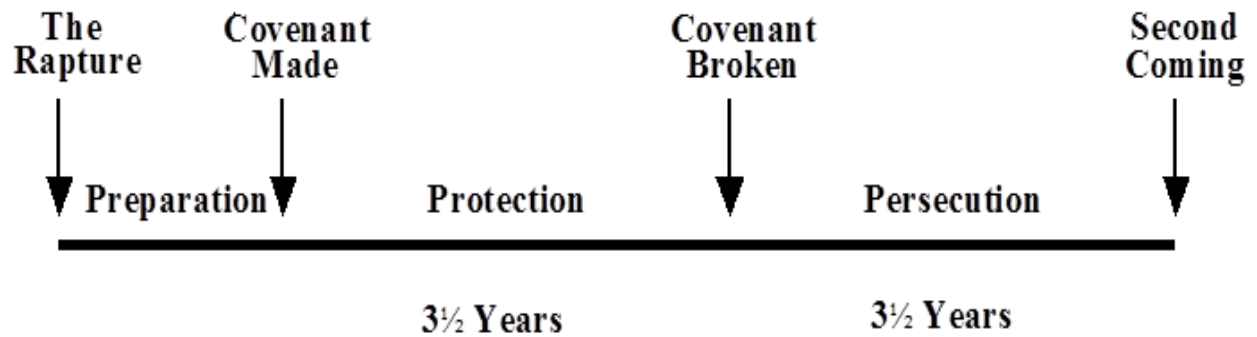 The
Rapture
Covenant
Made
Covenant
Broken
Second
Coming
Preparation
Protection
Persecution
3½ Years
3½ Years